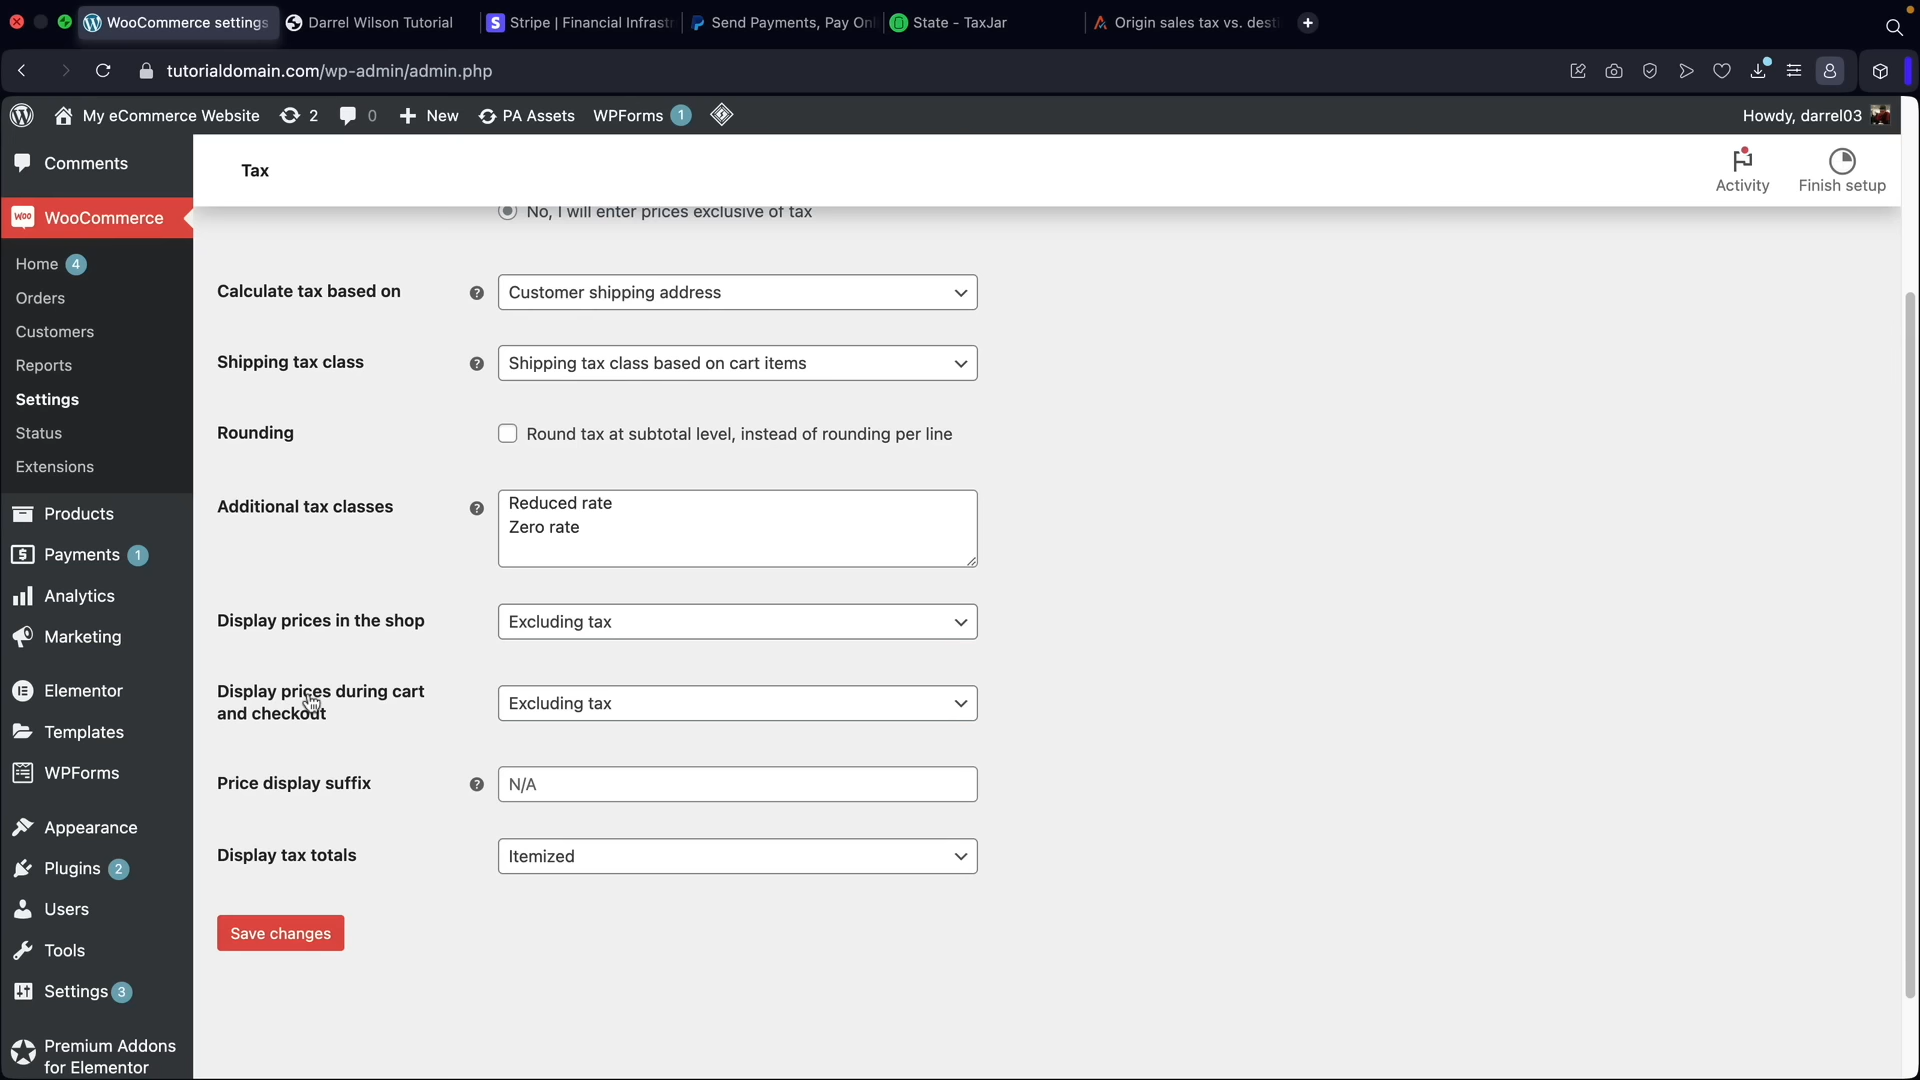 WooCommerce settings
Darrel Wilson Tutorial
Stripe | Financial Infrast
Send Payments, Pay Onl
State - TaxJar
Origin sales tax vs. desti
tutorialdomain.com/wp-admin/admin.php
My eCommerce Website
2
0
New
PA Assets
WPForms 1
Howdy, darrel03
Comments
WooCommerce
Home 4
Orders
Customers
Reports
Settings
Status
Extensions
Products
Payments 1
Analytics
Marketing
Elementor
Templates
WPForms
Appearance
Plugins 2
Users
Tools
Settings 3
Premium Addons
for Elementor
Tax
Activity
Finish setup
No, I will enter prices exclusive of tax
Calculate tax based on
Customer shipping address
Shipping tax class
Shipping tax class based on cart items
Rounding
Round tax at subtotal level, instead of rounding per line
Additional tax classes
Reduced rate
Zero rate
Display prices in the shop
Excluding tax
Display prices during cart
and checkout
Excluding tax
Price display suffix
N/A
Display tax totals
Itemized
Save changes